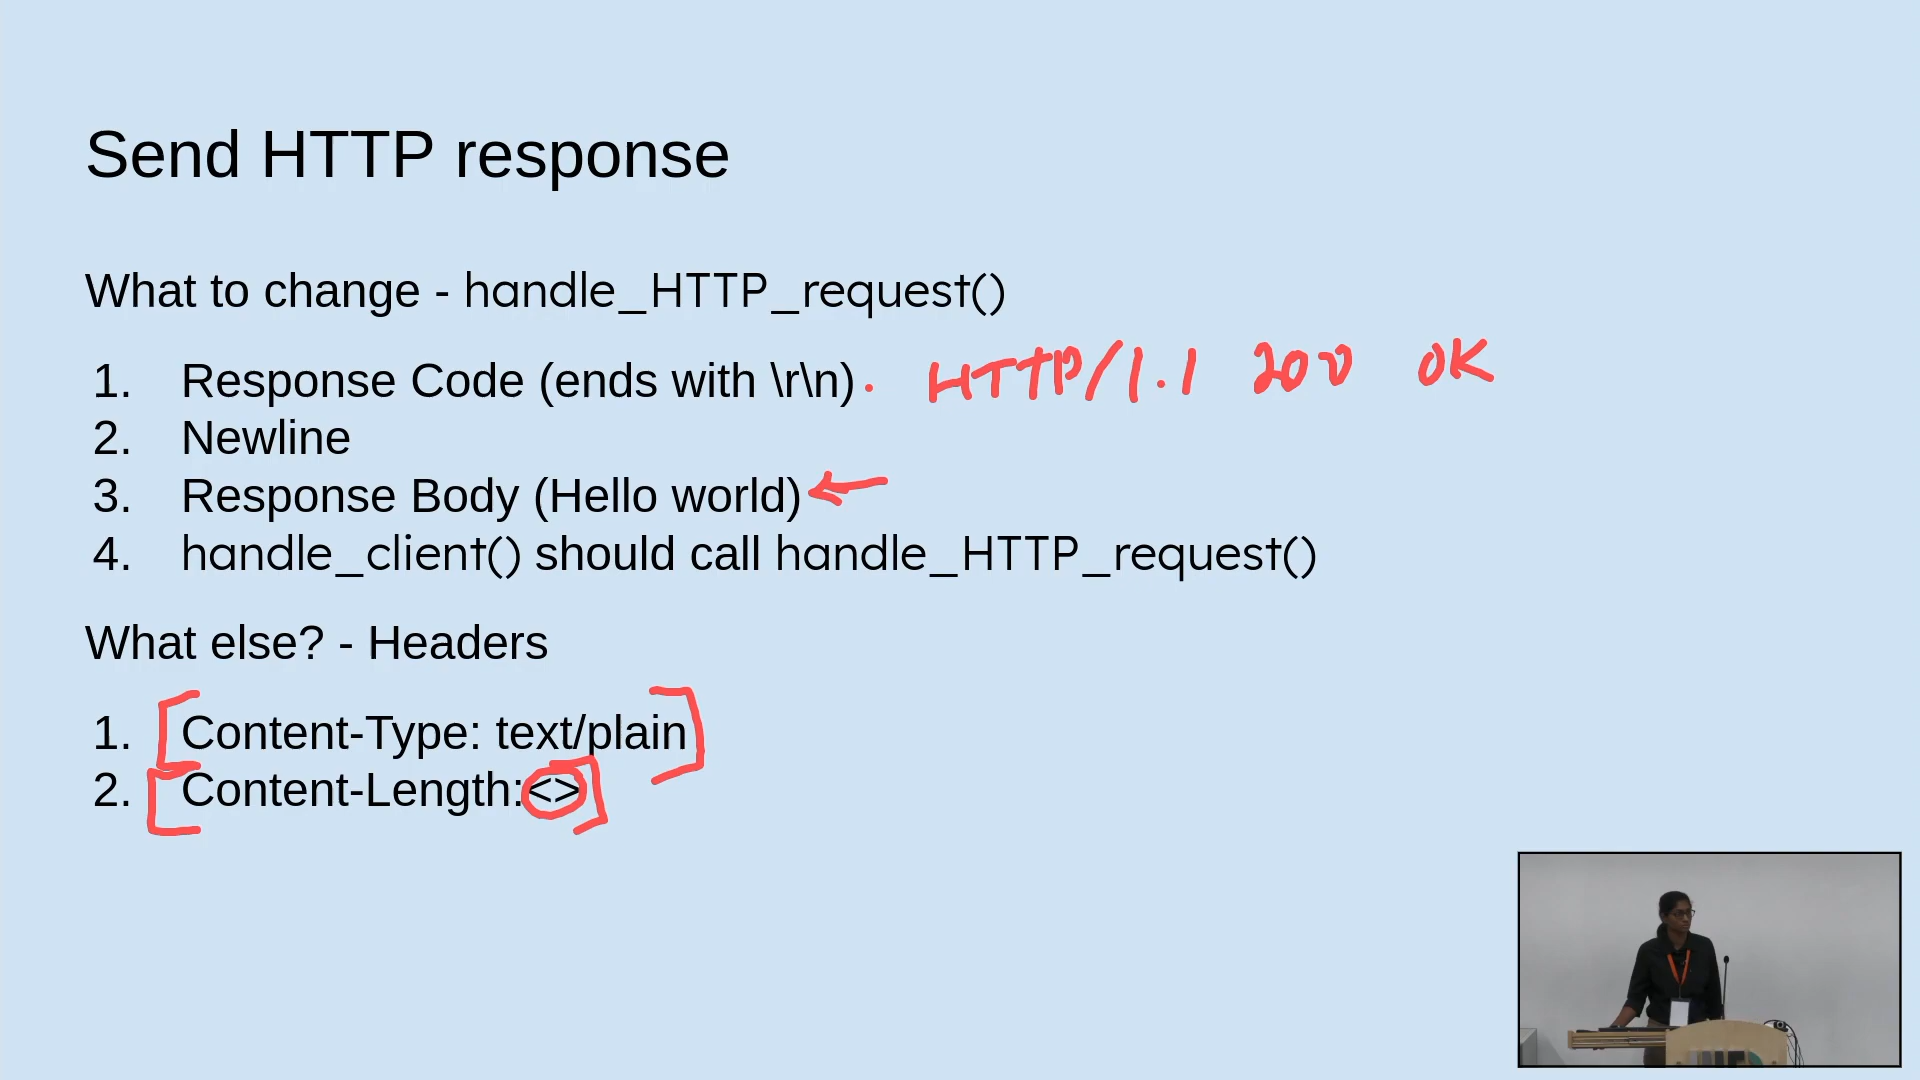 Send HTTP response
What to change - handle_HTTP_request()
1. Response Code (ends with \r\n) . HTTP/1.1 200 OK
2. Newline
3. Response Body (Hello world)
4. handle_client() should call handle_HTTP_request()
What else? - Headers
1. Content-Type: text/plain
2. Content-Length:<>